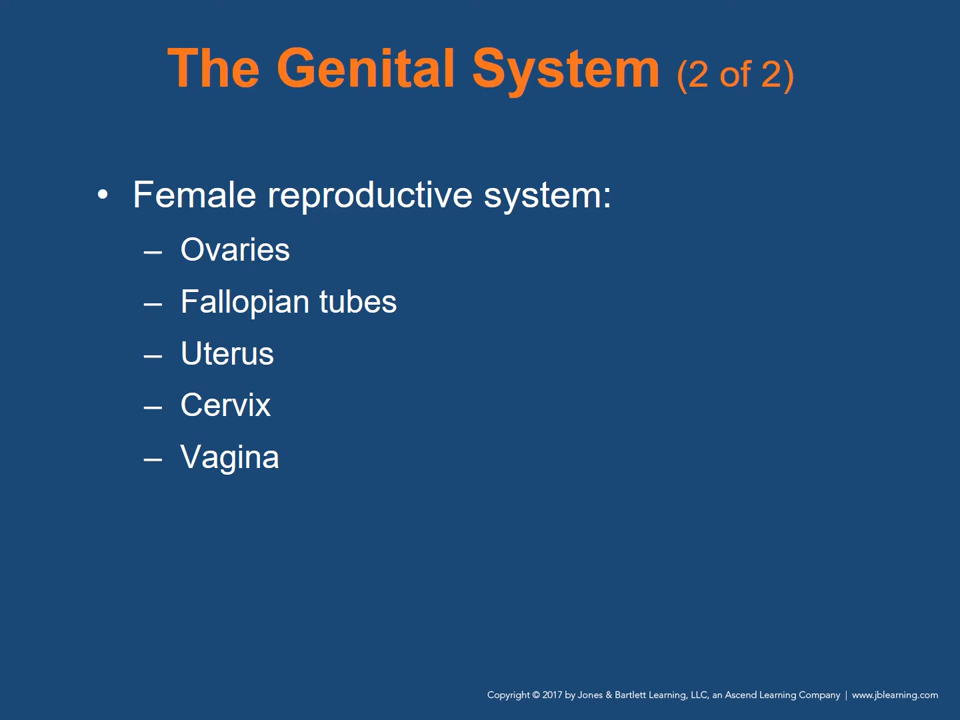 The Genital System (2 of 2)
• Female reproductive system:
– Ovaries
– Fallopian tubes
– Uterus
– Cervix
– Vagina
Copyright © 2017 by Jones & Bartlett Learning, LLC, an Ascend Learning Company | www.jblearning.com